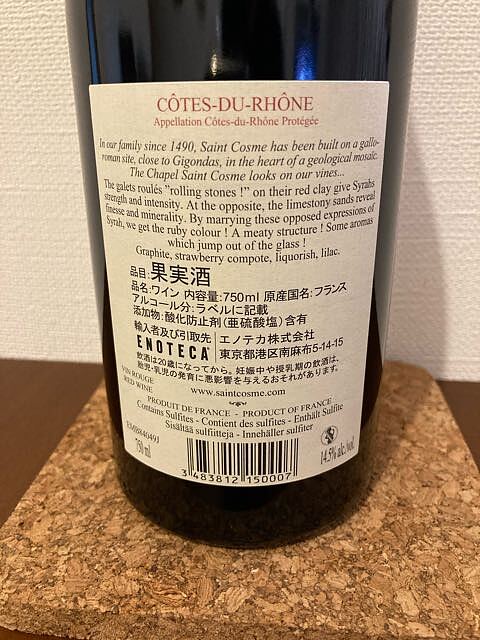 CÔTES-DU-RHÔNE
Appellation Côtes-du-Rhône Protégée
In our family since 1490, Saint Cosme has been built on a gallo-
roman site, close to Gigondas, in the heart of a geological mosaic.
The Chapel Saint Cosme looks on our vines...
The galets roulés "rolling stones !" on their red clay give Syrahs
strength and intensity. At the opposite, the limestony sands reveal
finesse and minerality. By marrying these opposed expressions of
Syrah, we get the ruby colour ! A meaty structure ! Some aromas
which jump out of the glass !
Graphite, strawberry compote, liquorish, lilac.
品目:果実酒
品名:ワイン 内容量:750ml 原産国名:フランス
アルコール分:ラベルに記載
添加物:酸化防止剤(亜硫酸塩)含有
輸入者及び引取先 エノテカ株式会社
ENOTECA 東京都港区南麻布5-14-15
飲酒は20歳になってから。妊娠中や授乳期の飲酒は、
胎児・乳児の発育に悪影響を与えるおそれがあります。
VIN ROUGE
RED WINE
www.saintcosme.com
PRODUIT DE FRANCE - PRODUCT OF FRANCE
Contains Sulfites - Contient des sulfites - Enthält Sulfite
Sisältää sulfiitteja - Innehåller sulfiter
EMB84049J
750 ml
14.5% alc./vol.
3 483812 150007